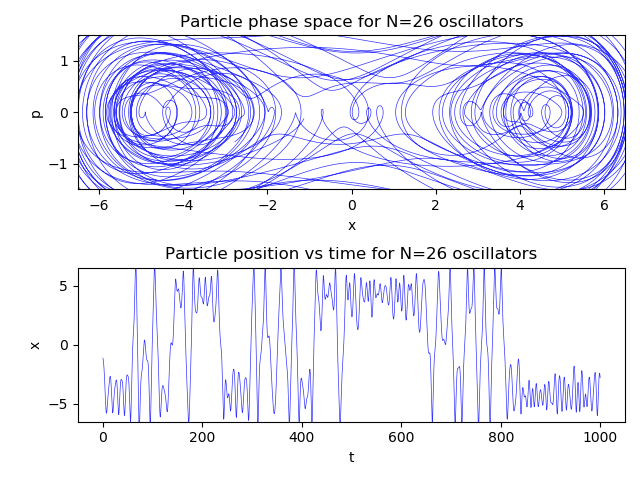 Particle phase space for N=26 oscillators
1
0
−1
p
−6 −4 −2 0 2 4 6
x
Particle position vs time for N=26 oscillators
5
0
−5
x
0 200 400 600 800 1000
t